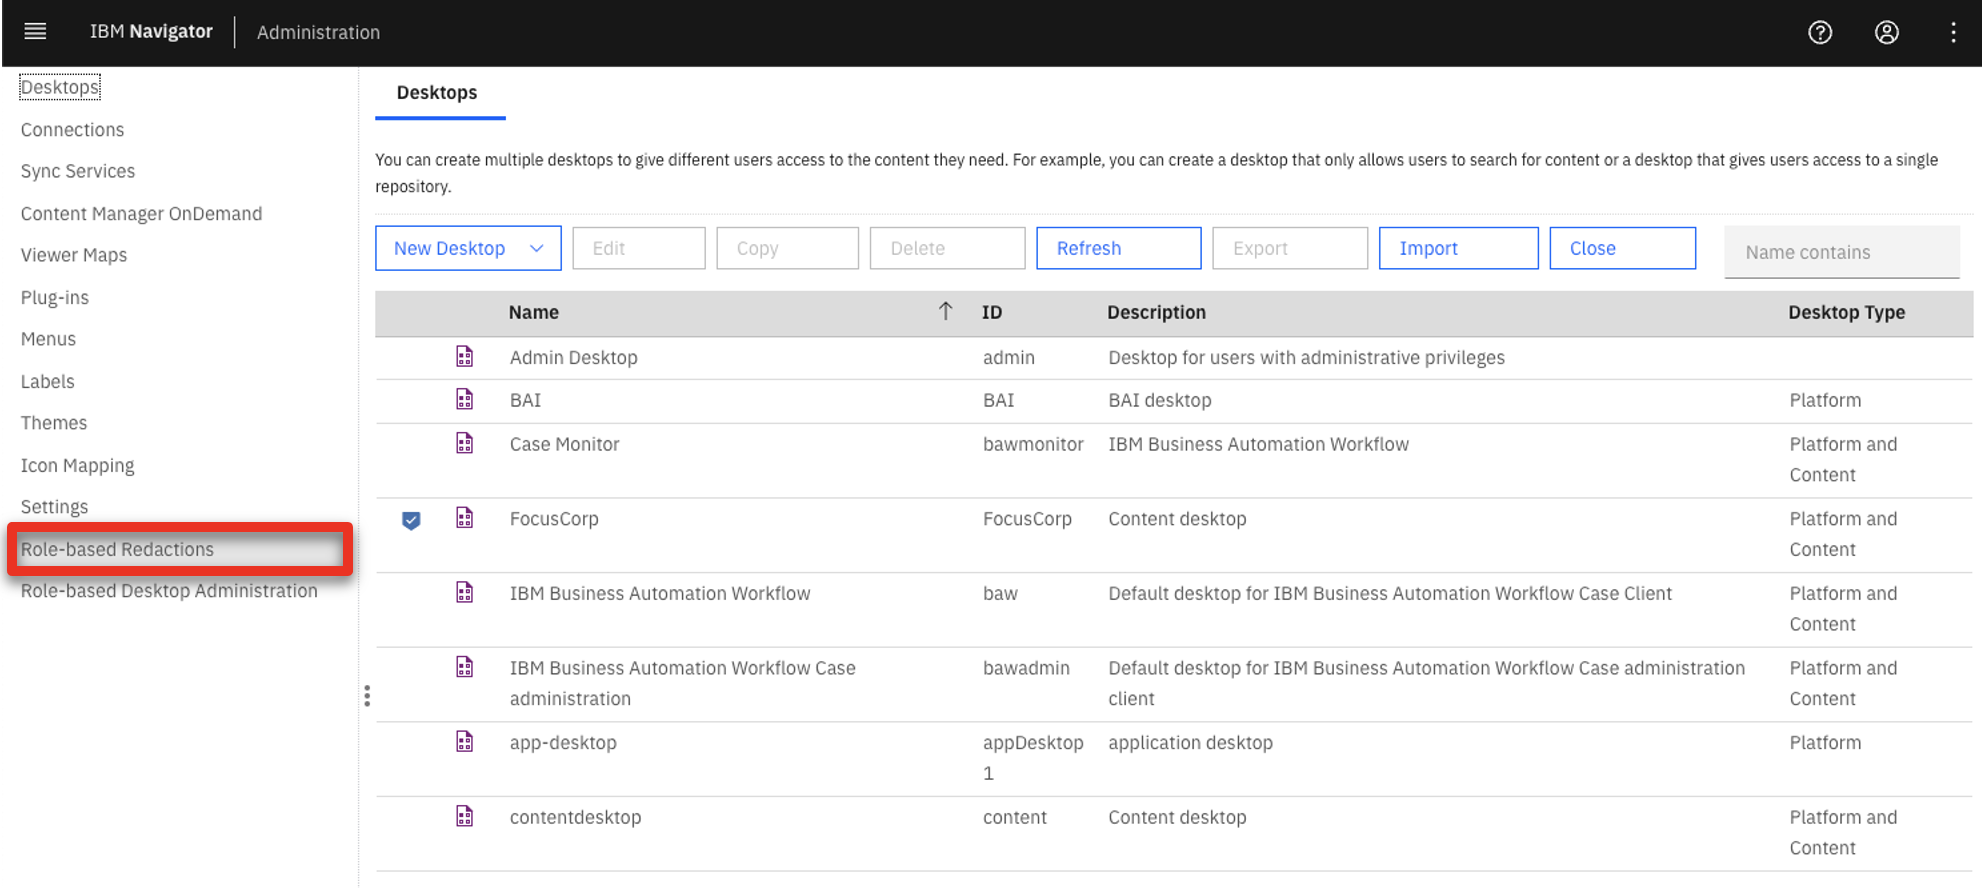 IBM Navigator
Administration
Desktops
Connections
Sync Services
Content Manager OnDemand
Viewer Maps
Plug-ins
Menus
Labels
Themes
Icon Mapping
Settings
Role-based Redactions
Role-based Desktop Administration
Desktops
You can create multiple desktops to give different users access to the content they need. For example, you can create a desktop that only allows users to search for content or a desktop that gives users access to a single
repository.
New Desktop Edit Copy Delete Refresh Export Import Close Name contains
Name ID Description Desktop Type
Admin Desktop admin Desktop for users with administrative privileges
BAI BAI BAI desktop Platform
Case Monitor bawmonitor IBM Business Automation Workflow Platform and
Content
FocusCorp FocusCorp Content desktop Platform and
Content
IBM Business Automation Workflow baw Default desktop for IBM Business Automation Workflow Case Client Platform and
Content
IBM Business Automation Workflow Case bawadmin Default desktop for IBM Business Automation Workflow Case administration Platform and
administration client Content
app-desktop appDesktop application desktop Platform
1
contentdesktop content Content desktop Platform and
Content